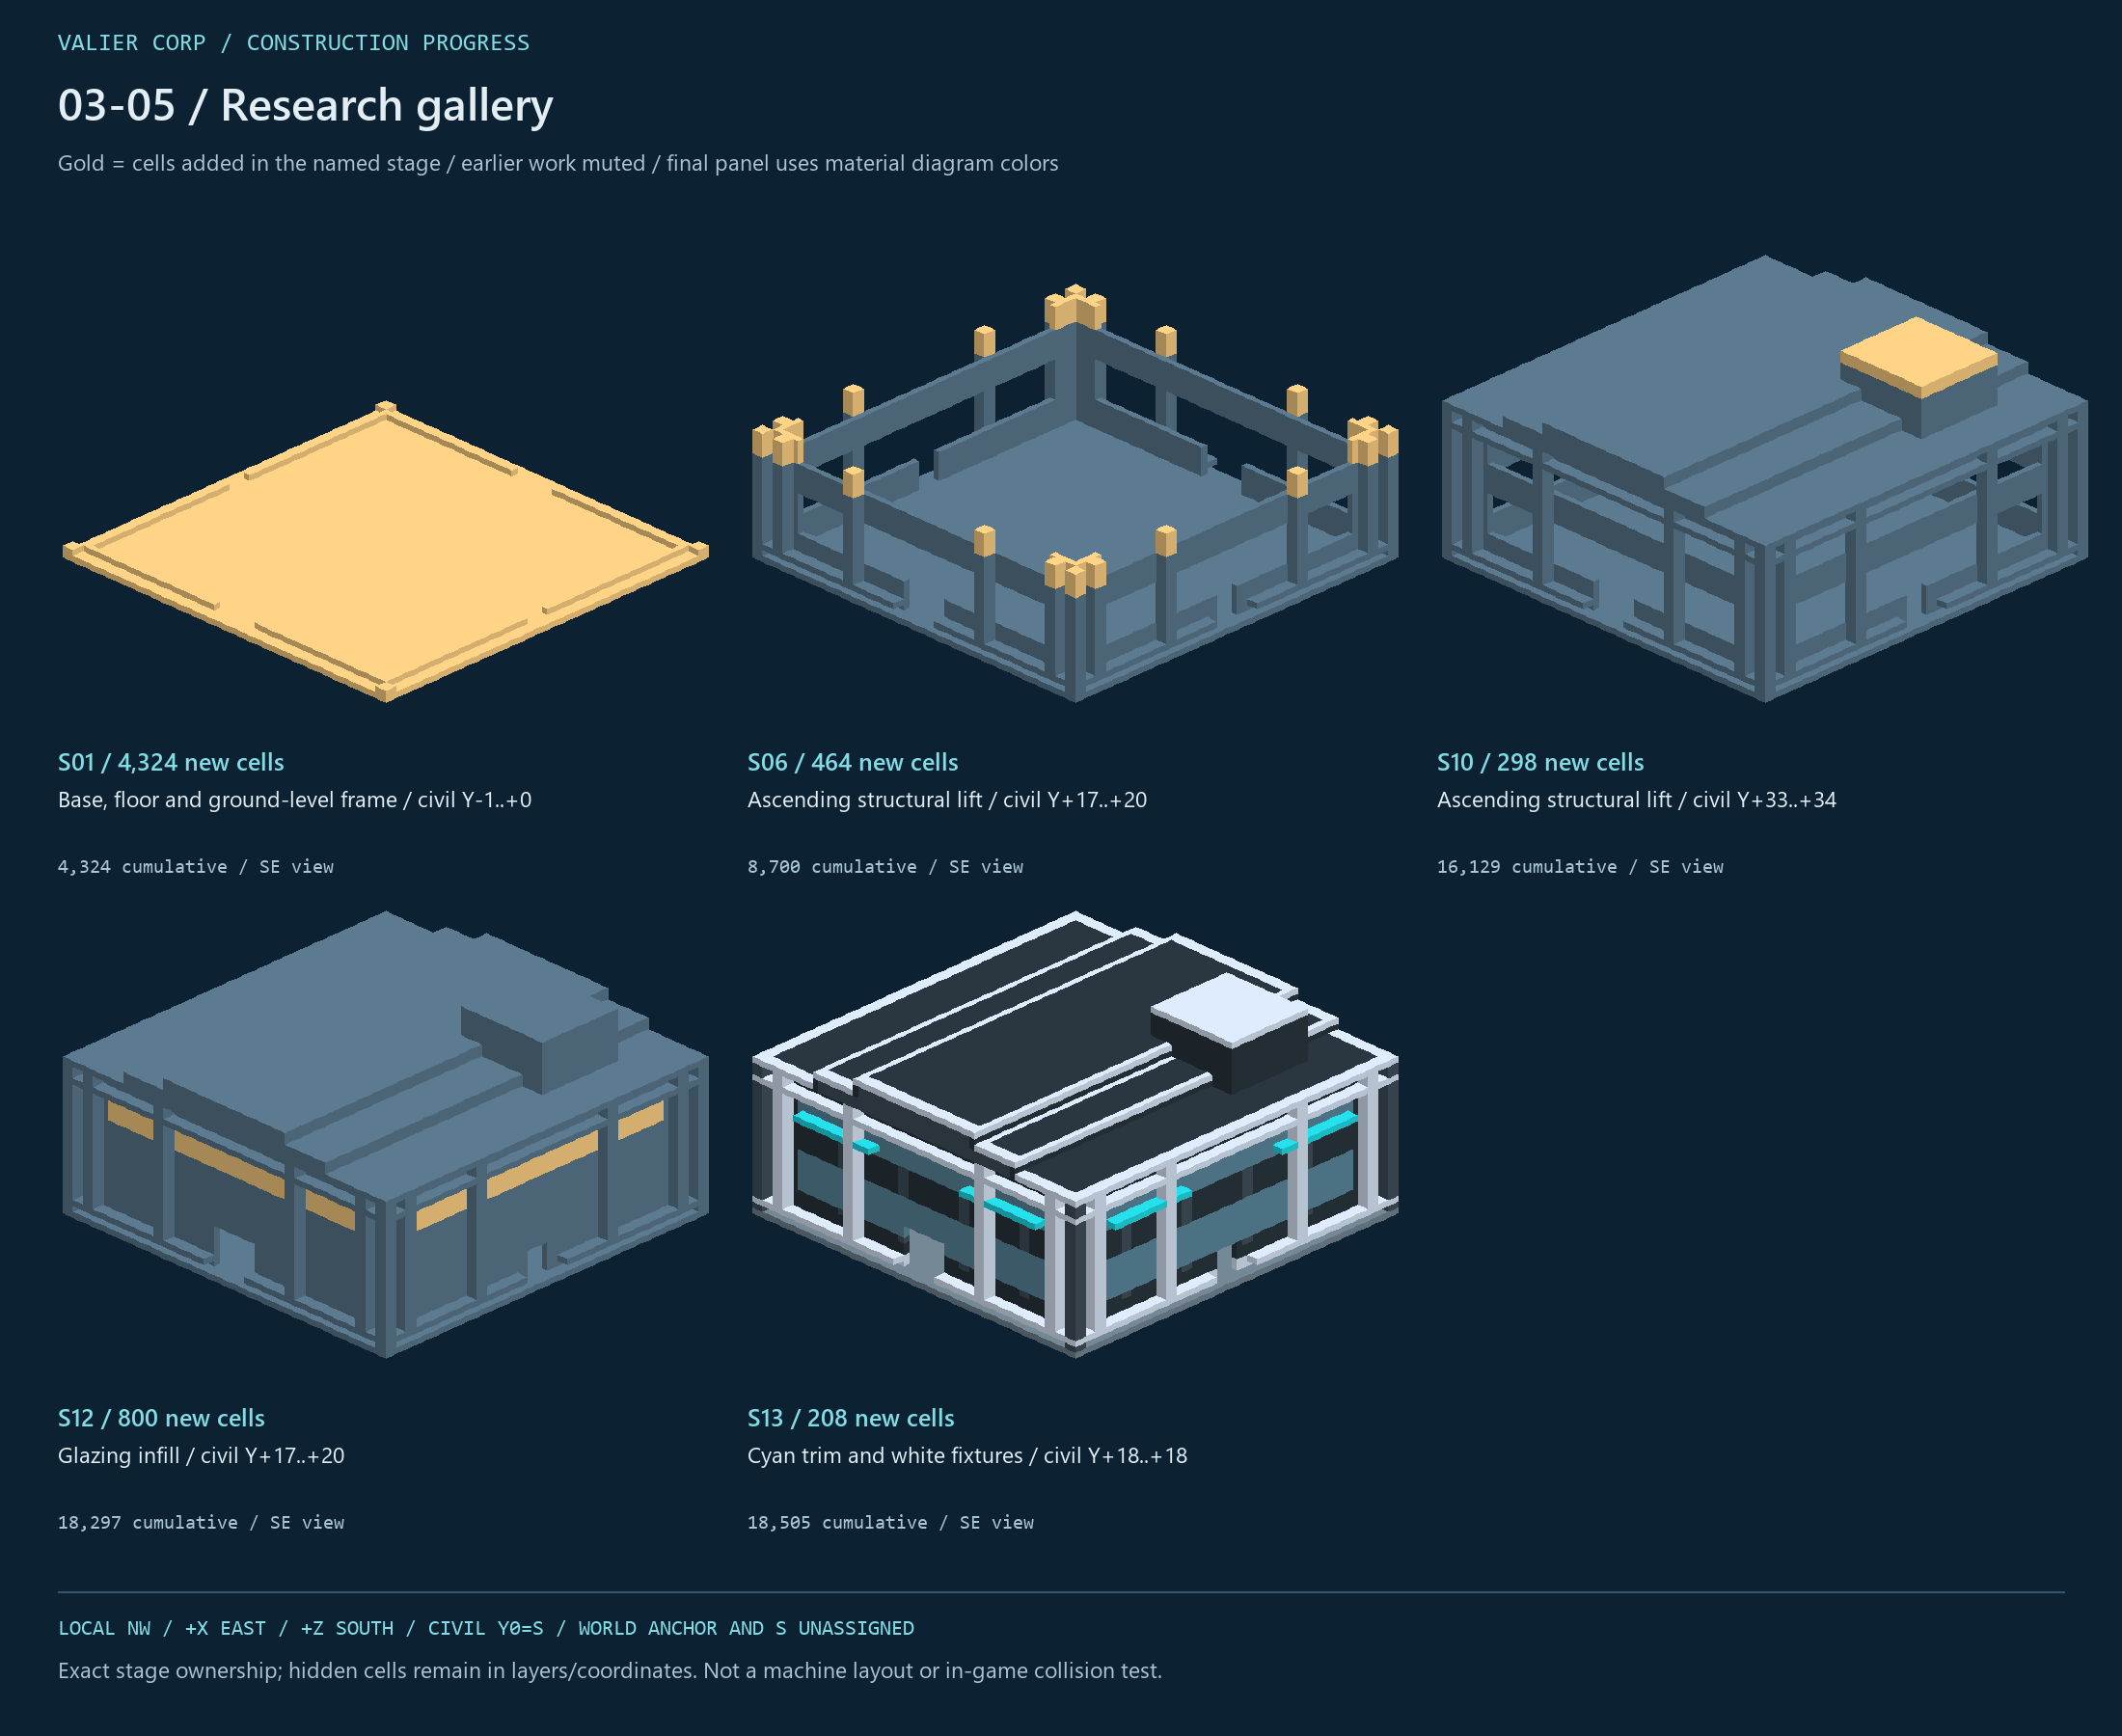 VALIER CORP / CONSTRUCTION PROGRESS
03-05 / Research gallery
Gold = cells added in the named stage / earlier work muted / final panel uses material diagram colors
S01 / 4,324 new cells
Base, floor and ground-level frame / civil Y-1..+0
4,324 cumulative / SE view
S06 / 464 new cells
Ascending structural lift / civil Y+17..+20
8,700 cumulative / SE view
S10 / 298 new cells
Ascending structural lift / civil Y+33..+34
16,129 cumulative / SE view
S12 / 800 new cells
Glazing infill / civil Y+17..+20
18,297 cumulative / SE view
S13 / 208 new cells
Cyan trim and white fixtures / civil Y+18..+18
18,505 cumulative / SE view
LOCAL NW / +X EAST / +Z SOUTH / CIVIL Y0=S / WORLD ANCHOR AND S UNASSIGNED
Exact stage ownership; hidden cells remain in layers/coordinates. Not a machine layout or in-game collision test.